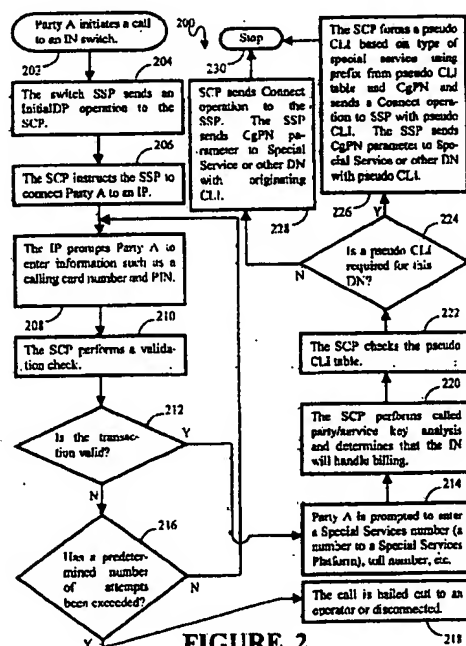 Party A initiates a call
to an IN switch.
202
200
204
The switch SSP sends an
InitialDP operation to the
SCP.
206
The SCP instructs the SSP to
connect Party A to an IP.
The IP prompts Party A to
enter information such as a
calling card number and PIN.
208
210
The SCP performs a valida-
tion check.
212
Is the transac-
tion valid?
Y
N
216
Has a predeter-
mined number
of attempts
been exceeded?
N
Y
Stop
230
SCP sends Connect
operation to the
SSP. The SSP
sends CgPN para-
meter to Special
Service or other DN
with originating
CLI.
228
The SCP forms a pseudo
CLI based on type of
special service using
prefix from pseudo CLI
table and CgPN and
sends a Connect opera-
tion to SSP with pseudo
CLI. The SSP sends
CgPN parameter to Spe-
cial Service or other DN
with pseudo CLI.
226
Y
224
Is a pseudo CLI
required for this
DN?
N
222
The SCP checks the pseudo
CLI table.
220
The SCP performs called
party/service key analysis
and determines that the IN
will handle billing.
214
Party A is prompted to enter
a Special Services number (a
number to a Special Services
Platform), toll number, etc.
The call is bailed out to an
operator or disconnected.
218
FIGURE 2